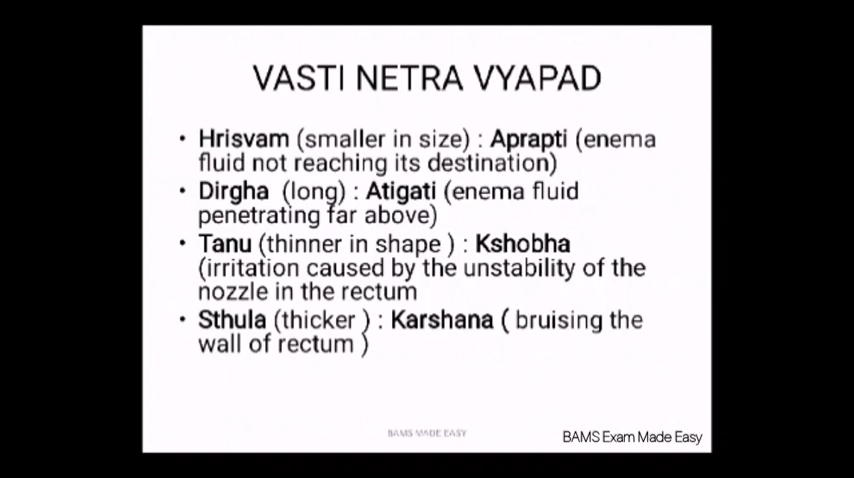 VASTI NETRA VYAPAD
• Hrisvam (smaller in size) : Aprapti (enema
fluid not reaching its destination)
• Dirgha (long) : Atigati (enema fluid
penetrating far above)
• Tanu (thinner in shape ) : Kshobha
(irritation caused by the unstability of the
nozzle in the rectum
• Sthula (thicker ) : Karshana ( bruising the
wall of rectum )
BAMS MADE EASY
BAMS Exam Made Easy